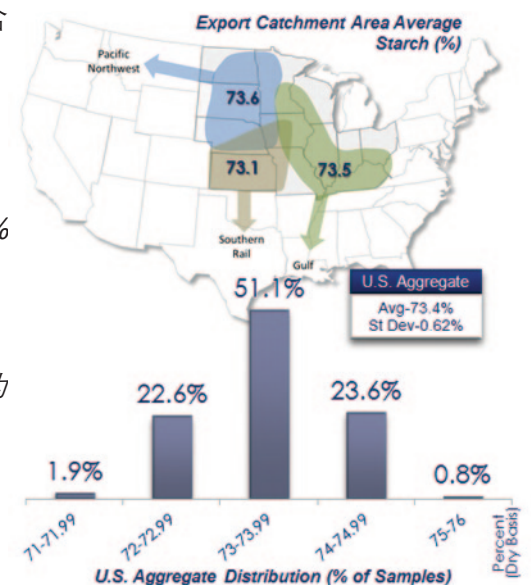 合
Export Catchment Area Average
Starch (%)
Pacific
Northwest
73.6
73.1
73.5
%
Southern
Rail
Gulf
U.S. Aggregate
Avg-73.4%
St Dev-0.62%
51.1%
22.6%
23.6%
1.9%
0.8%
71-71.99
72-72.99
73-73.99
74-74.99
75-76
Percent
(Dry Basis)
U.S. Aggregate Distribution (% of Samples)